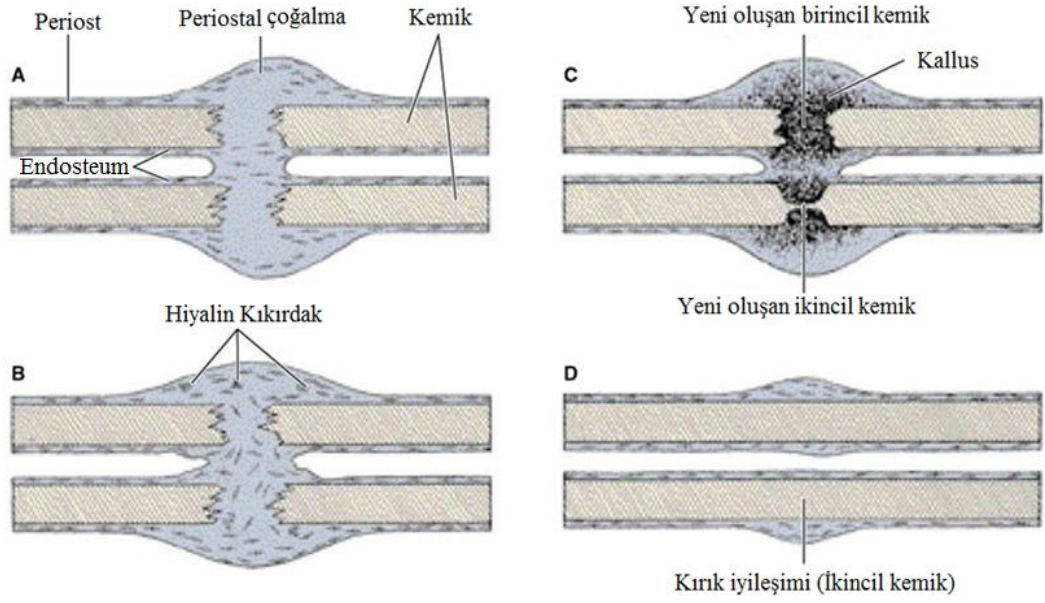 Periost
Periostal çoğalma
Kemik
A
Endosteum
Hiyalin Kıkırdak
B
Yeni oluşan birincil kemik
C
Kallus
Yeni oluşan ikincil kemik
D
Kırık iyileşimi (İkincil kemik)